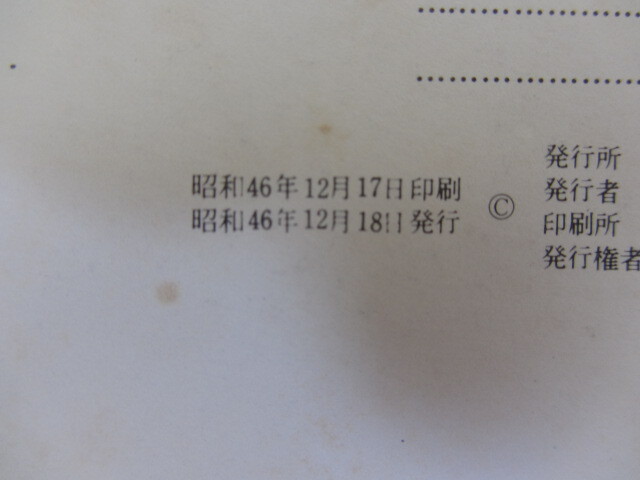 昭和46年12月17日印刷
昭和46年12月18日発行
©
発行所
発行者
印刷所
発行権者